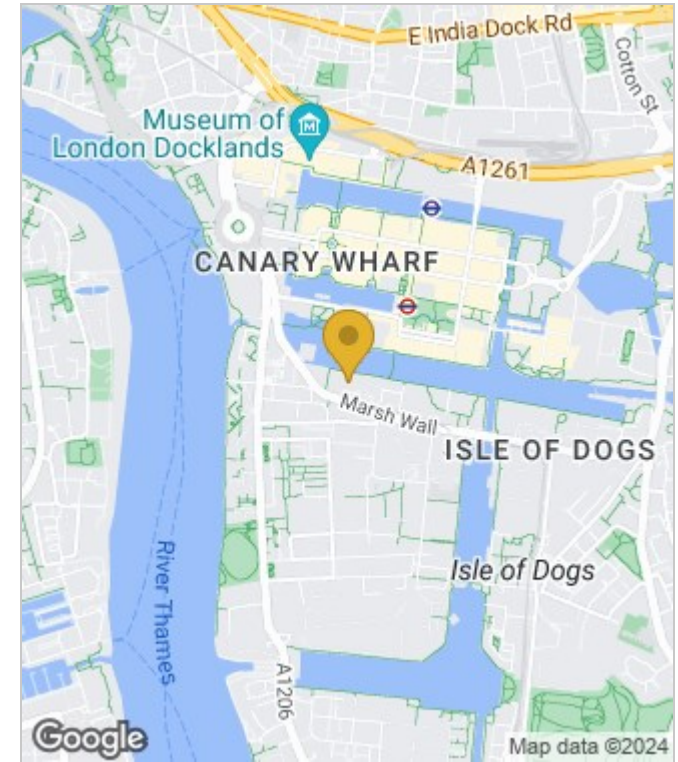 E India Dock Rd
Cotton St
Museum of
London Docklands
A1261
CANARY WHARF
Marsh Wall
ISLE OF DOGS
Isle of Dogs
River Thames
A1206
Google
Map data ©2024